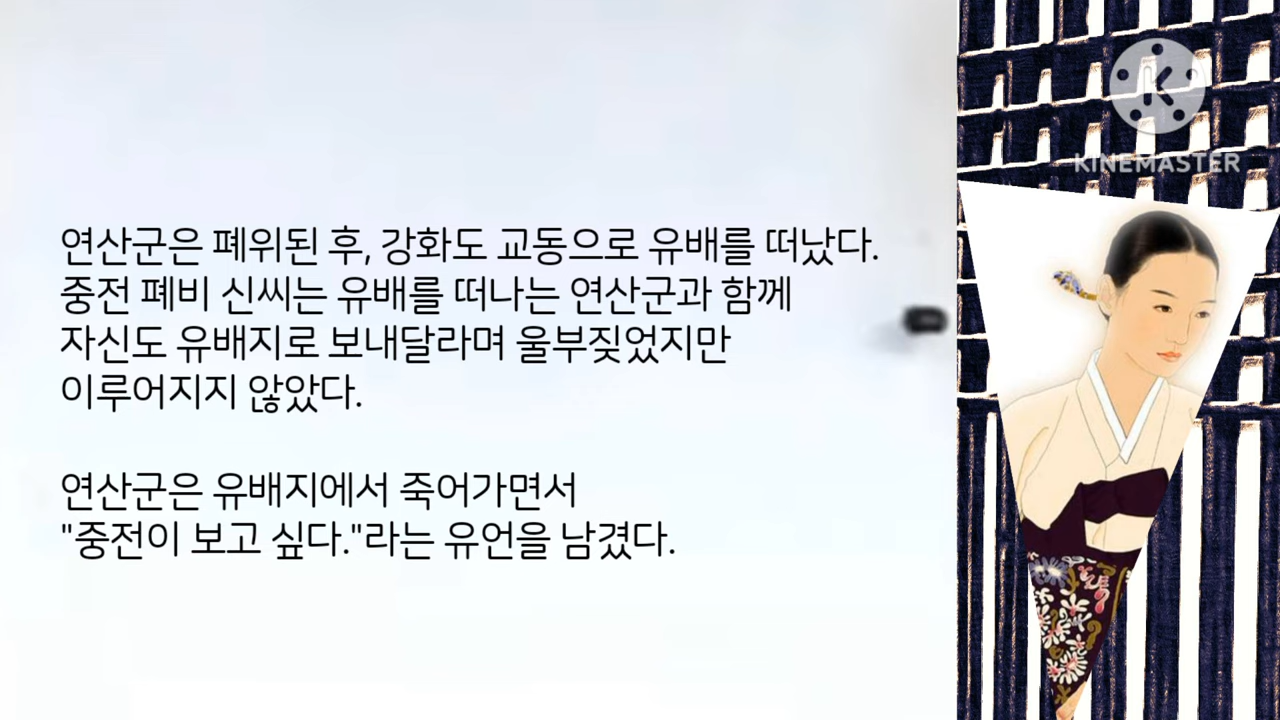 연산군은 폐위된 후, 강화도 교동으로 유배를 떠났다.
중전 폐비 신씨는 유배를 떠나는 연산군과 함께
자신도 유배지로 보내달라며 울부짖었지만
이루어지지 않았다.
연산군은 유배지에서 죽어가면서
"중전이 보고 싶다."라는 유언을 남겼다.
K
KINEMASTER